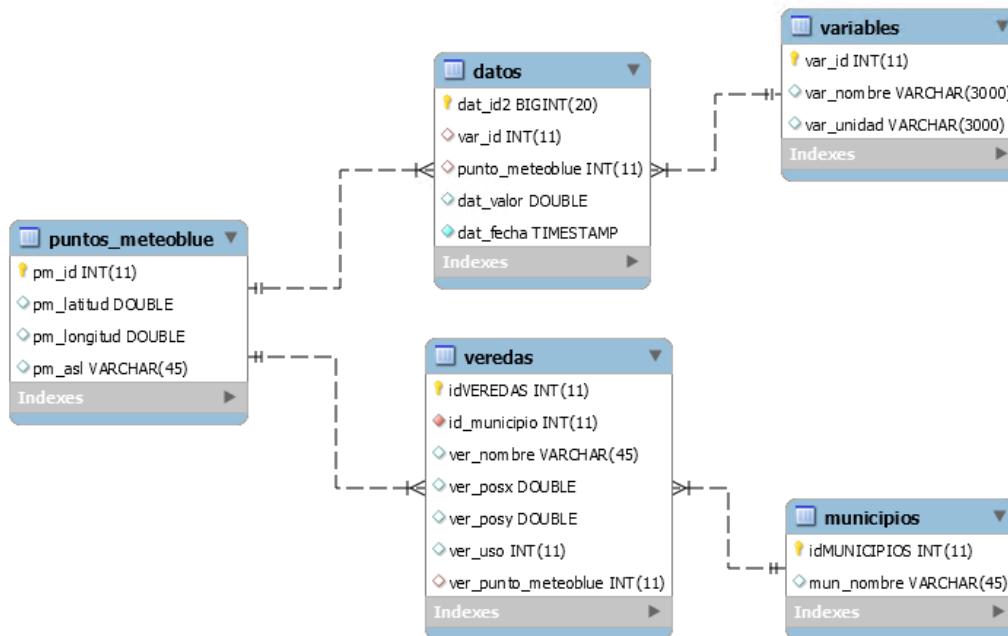 variables
var_id INT(11)
var_nombre VARCHAR(3000)
var_unidad VARCHAR(3000)
Indexes
datos
dat_id2 BIGINT(20)
var_id INT(11)
punto_meteoblue INT(11)
dat_valor DOUBLE
dat_fecha TIMESTAMP
Indexes
puntos_meteoblue
pm_id INT(11)
pm_latitud DOUBLE
pm_longitud DOUBLE
pm_asl VARCHAR(45)
Indexes
veredas
idVEREDAS INT(11)
id_municipio INT(11)
ver_nombre VARCHAR(45)
ver_posx DOUBLE
ver_posy DOUBLE
ver_uso INT(11)
ver_punto_meteoblue INT(11)
Indexes
municipios
idMUNICIPIOS INT(11)
mun_nombre VARCHAR(45)
Indexes